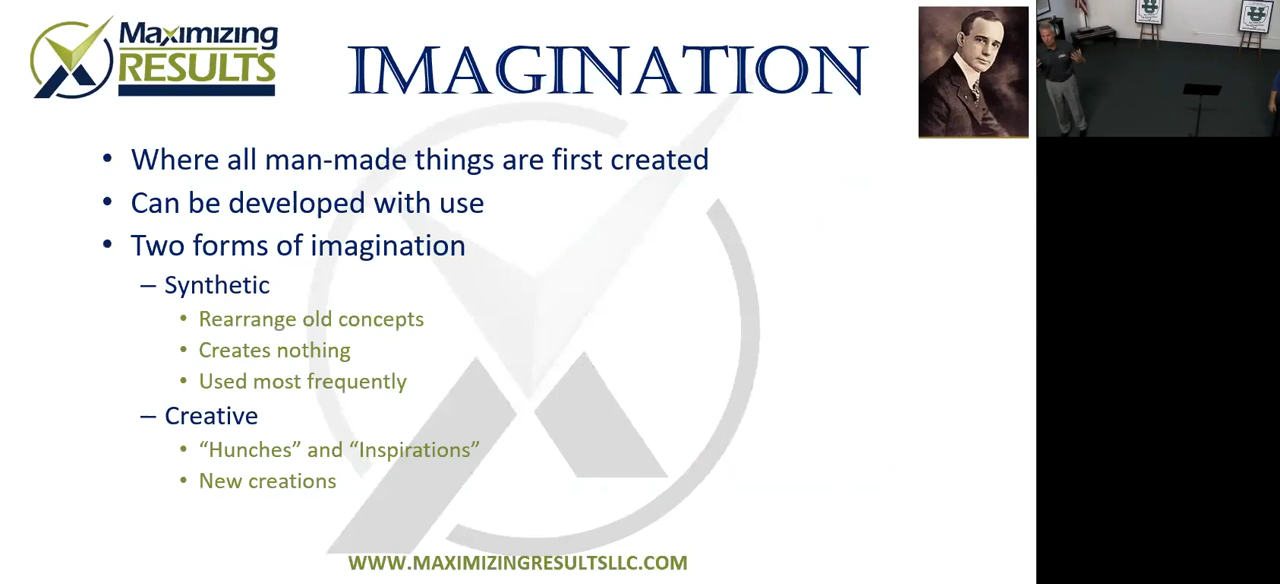 Maximizing
RESULTS
IMAGINATION
• Where all man-made things are first created
• Can be developed with use
• Two forms of imagination
– Synthetic
• Rearrange old concepts
• Creates nothing
• Used most frequently
– Creative
• “Hunches” and “Inspirations”
• New creations
WWW.MAXIMIZINGRESULTSLLC.COM